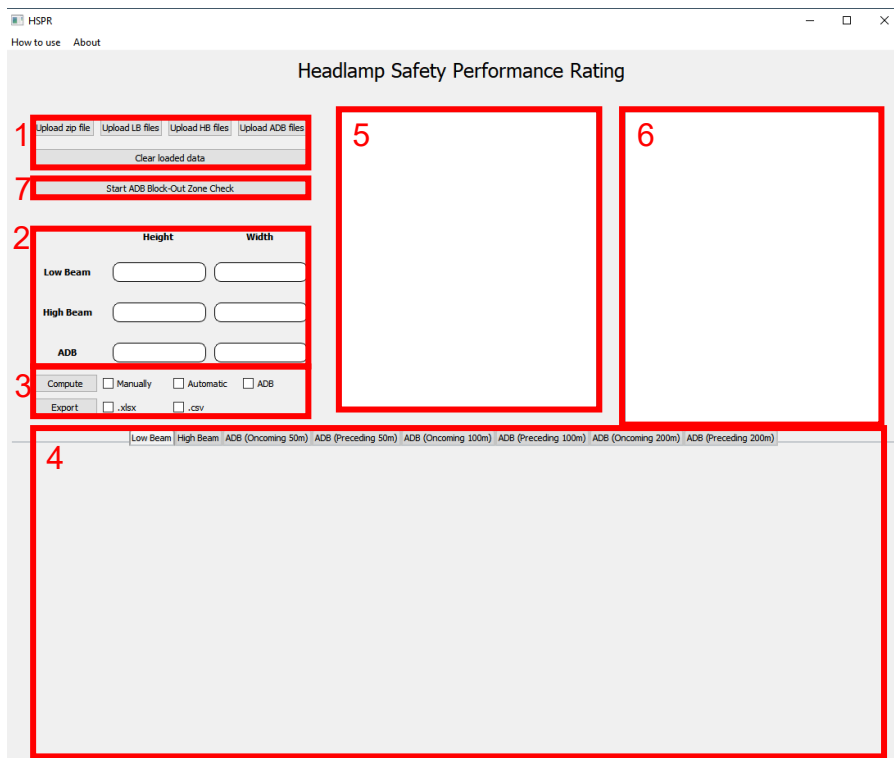 HSPR
How to use About
Headlamp Safety Performance Rating
1 Upload zip file Upload LB files Upload HB files Upload ADB files
Clear loaded data
7 Start ADB Block-Out Zone Check
2 Height Width
Low Beam
High Beam
ADB
3 Compute Manually Automatic ADB
Export .xlsx .csv
5
6
Low Beam High Beam ADB (Oncoming 50m) ADB (Preceding 50m) ADB (Oncoming 100m) ADB (Preceding 100m) ADB (Oncoming 200m) ADB (Preceding 200m)
4